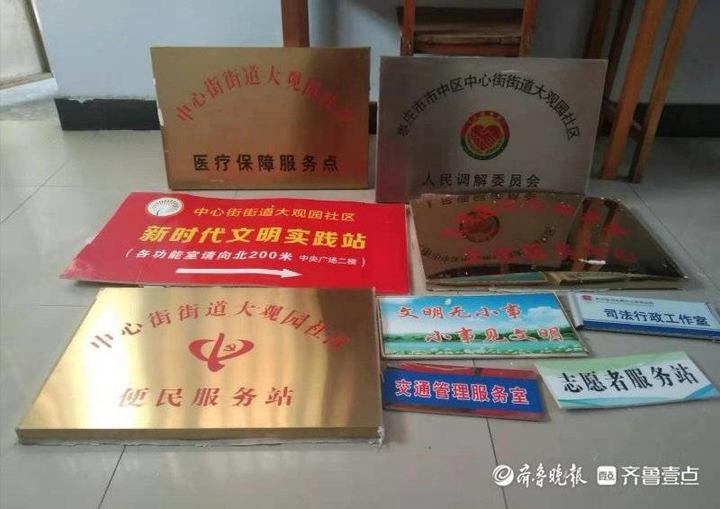 中心街街道大观园社区
医疗保障服务点
枣庄市市中区中心街街道大观园社区
人民调解委员会
中心街街道大观园社区
新时代文明实践站
(各功能室请向北200米 中央广场二楼)
中心街街道大观园社区
便民服务站
文明无小事
小事见文明
司法行政工作室
交通管理服务室
志愿者服务站
齐鲁晚报 齐鲁壹点